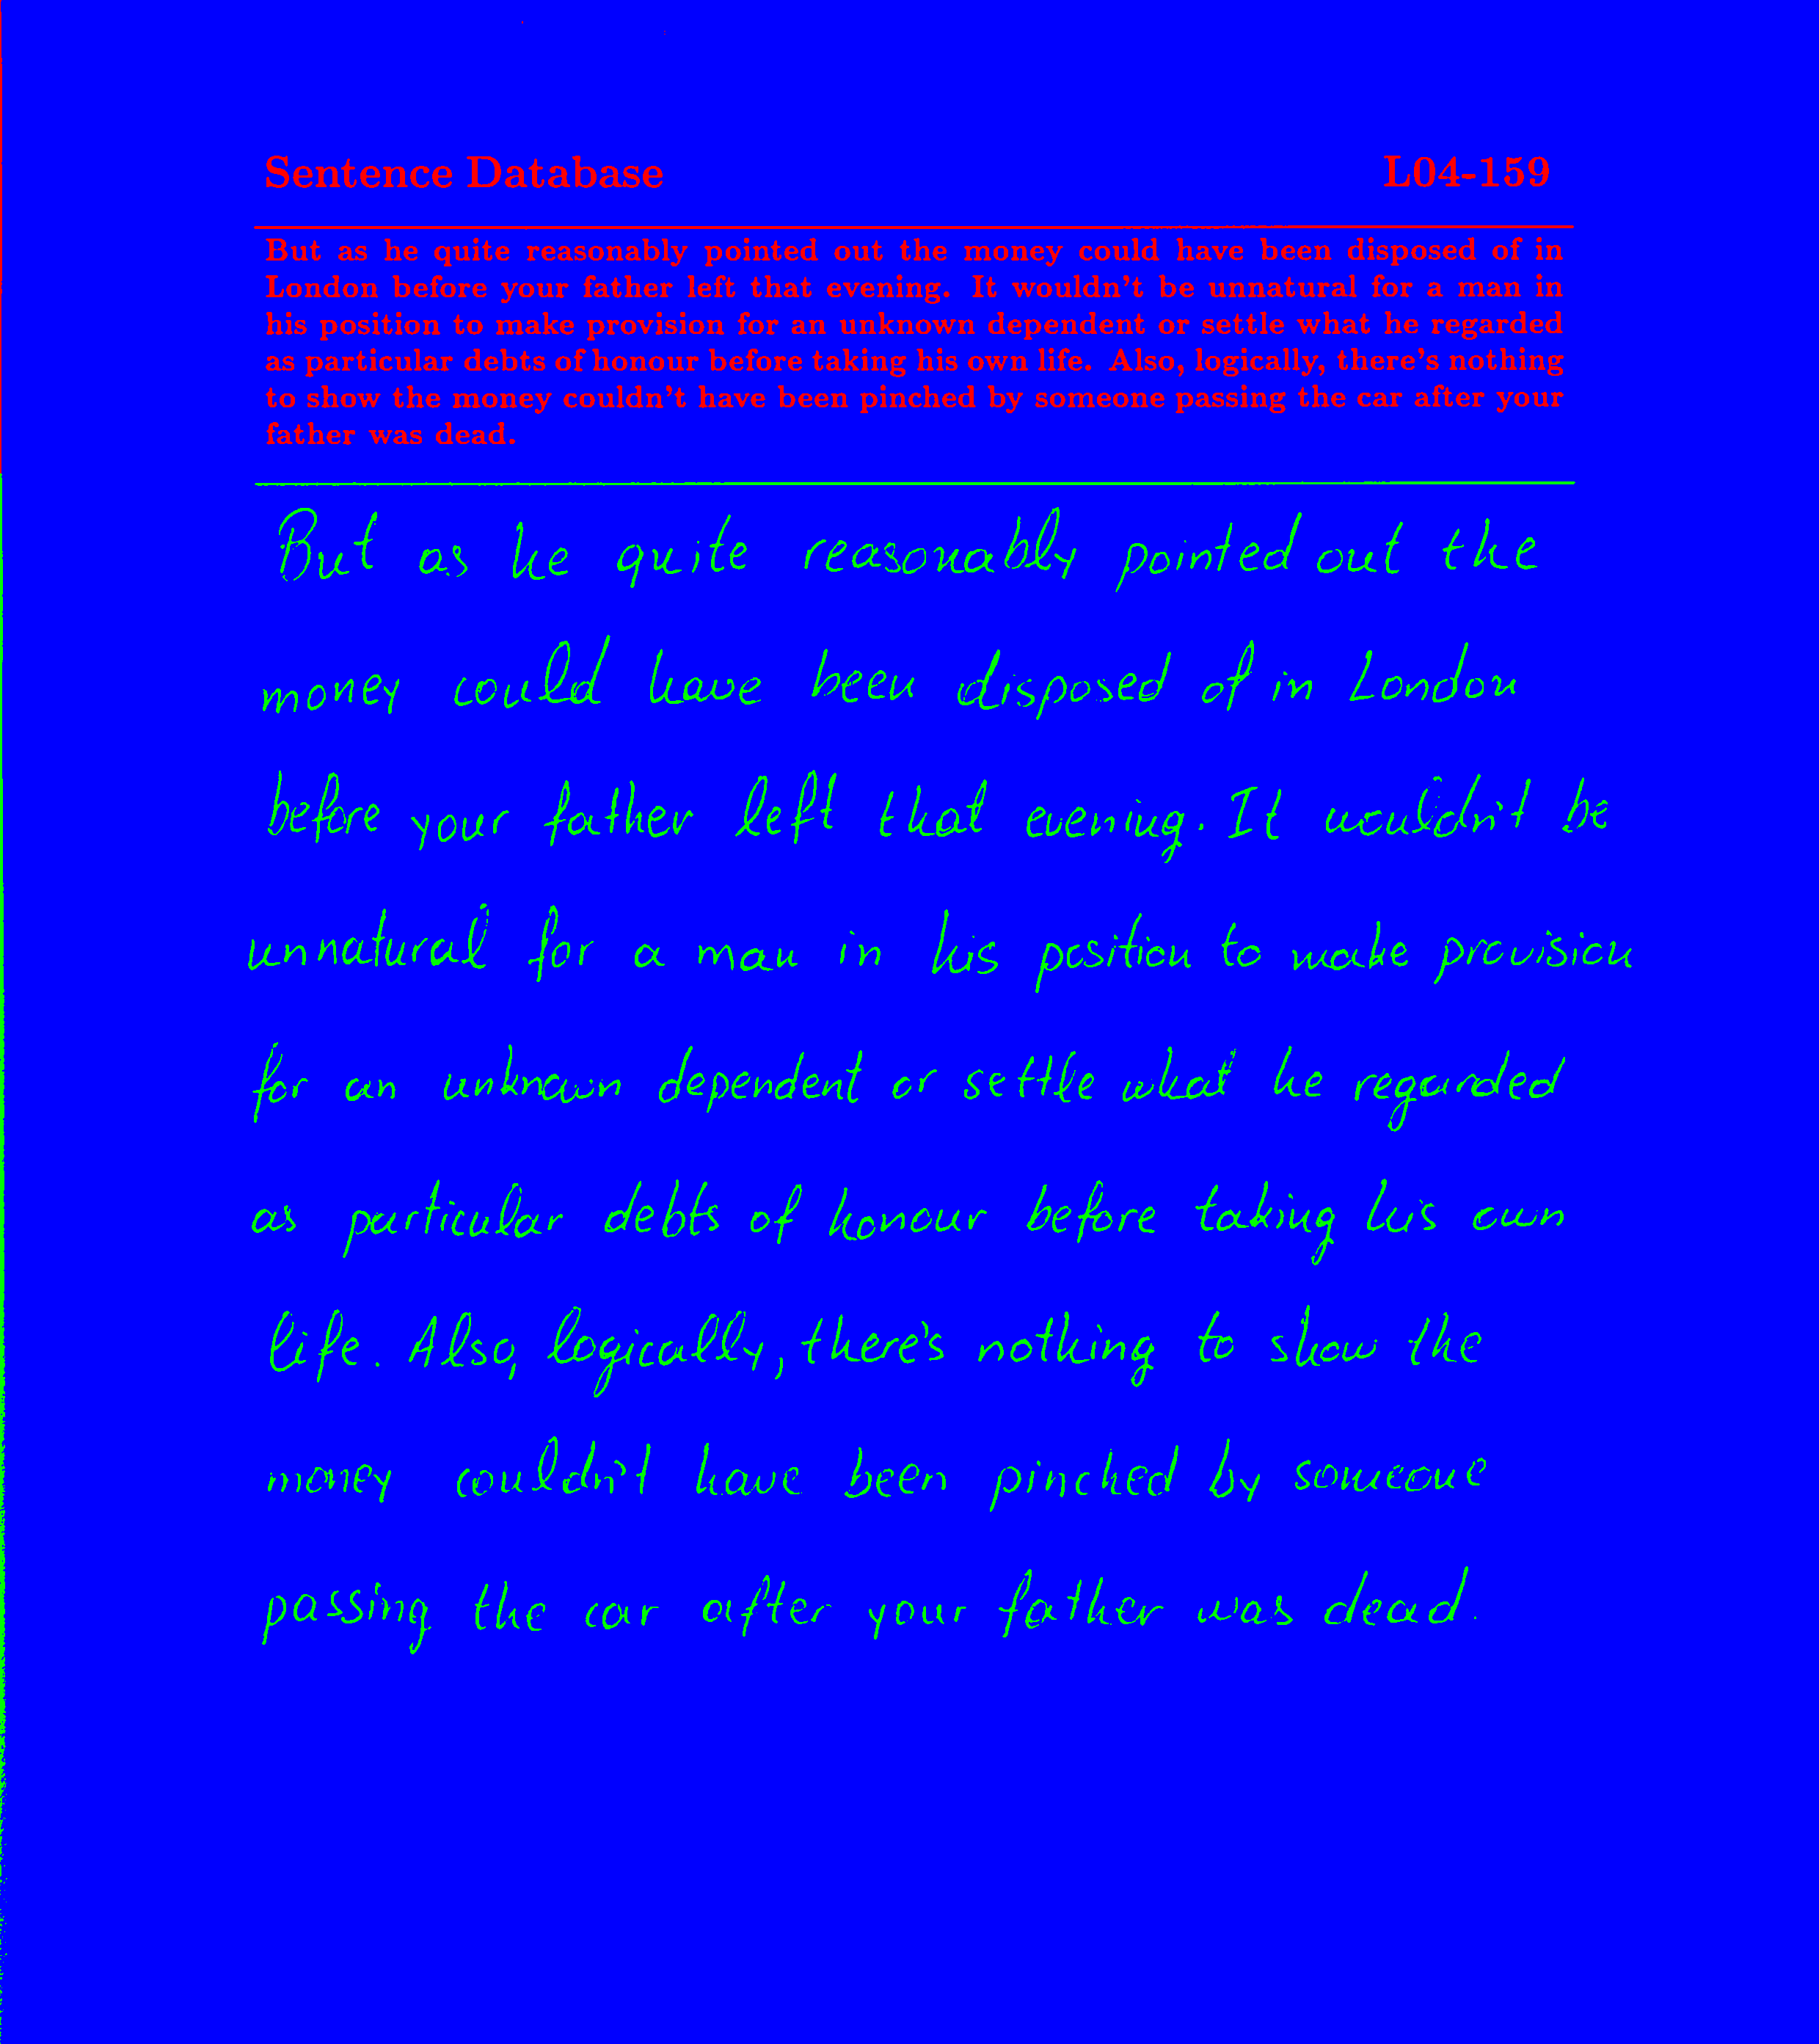 Sentence Database L04-159
But as he quite reasonably pointed out the money could have been disposed of in
London before your father left that evening. It wouldn't be unnatural for a man in
his position to make provision for an unknown dependent or settle what he regarded
as particular debts of honour before taking his own life. Also, logically, there's nothing
to show the money couldn't have been pinched by someone passing the car after your
father was dead.
But as he quite reasonably pointed out the
money could have been disposed of in London
before your father left that evening. It wouldn't be
unnatural for a man in his position to make provision
for an unknown dependent or settle what he regarded
as particular debts of honour before taking his own
life. Also, logically, there's nothing to show the
money couldn't have been pinched by someone
passing the car after your father was dead.